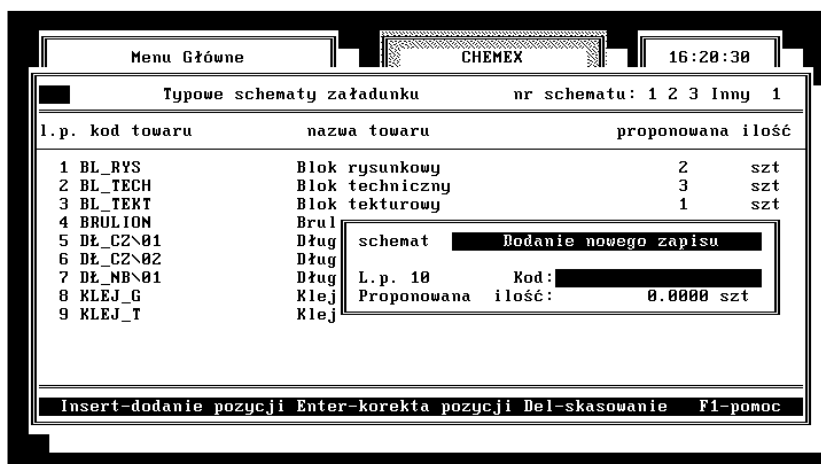 Menu Główne CHEMEX 16:20:30
Typowe schematy załadunku nr schematu: 1 2 3 Inny 1
l.p. kod towaru nazwa towaru proponowana ilość
1 BL_RYS Blok rysunkowy 2 szt
2 BL_TECH Blok techniczny 3 szt
3 BL_TEKT Blok tekturowy 1 szt
4 BRULION Brul
5 DŁ_CZ\01 Dług
6 DŁ_CZ\02 Dług
7 DŁ_NB\01 Dług
8 KLEJ_G Klej
9 KLEJ_T Klej
schemat Dodanie nowego zapisu
L.p. 10 Kod:
Proponowana ilość: 0.0000 szt
Insert-dodanie pozycji Enter-korekta pozycji Del-skasowanie F1-pomoc